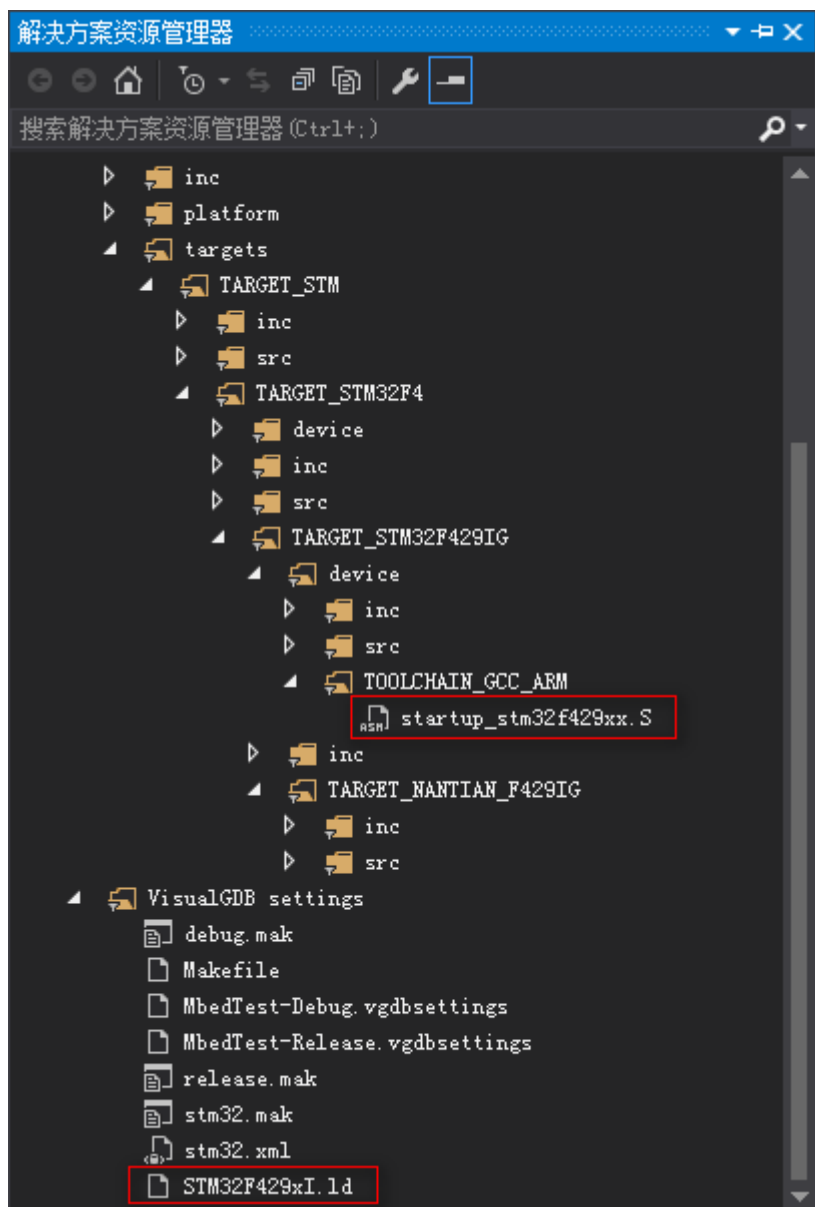 解决方案资源管理器
搜索解决方案资源管理器(Ctrl+;)
inc
platform
targets
TARGET_STM
inc
src
TARGET_STM32F4
device
inc
src
TARGET_STM32F429IG
device
inc
src
TOOLCHAIN_GCC_ARM
ASM startup_stm32f429xx.S
inc
TARGET_NANTIAN_F429IG
inc
src
VisualGDB settings
debug.mak
Makefile
MbedTest-Debug.vgdbsettings
MbedTest-Release.vgdbsettings
release.mak
stm32.mak
stm32.xml
STM32F429xI.ld